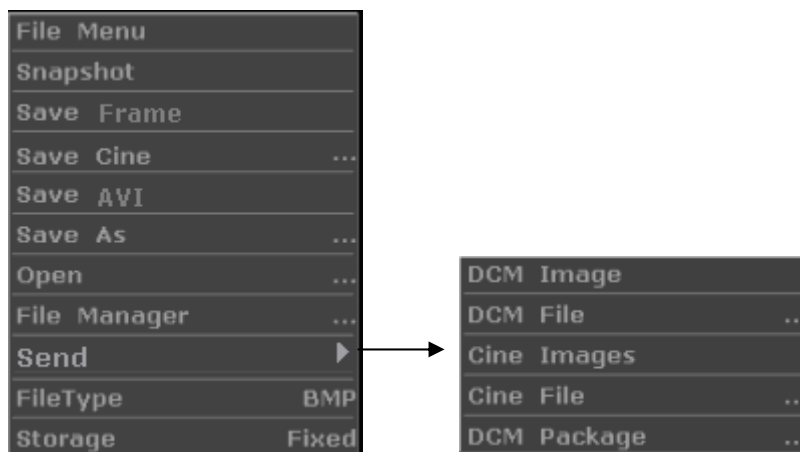 File Menu
Snapshot
Save Frame
Save Cine ...
Save AVI
Save As ...
Open ...
File Manager ...
Send
FileType BMP
Storage Fixed
DCM Image
DCM File ..
Cine Images
Cine File ..
DCM Package ..